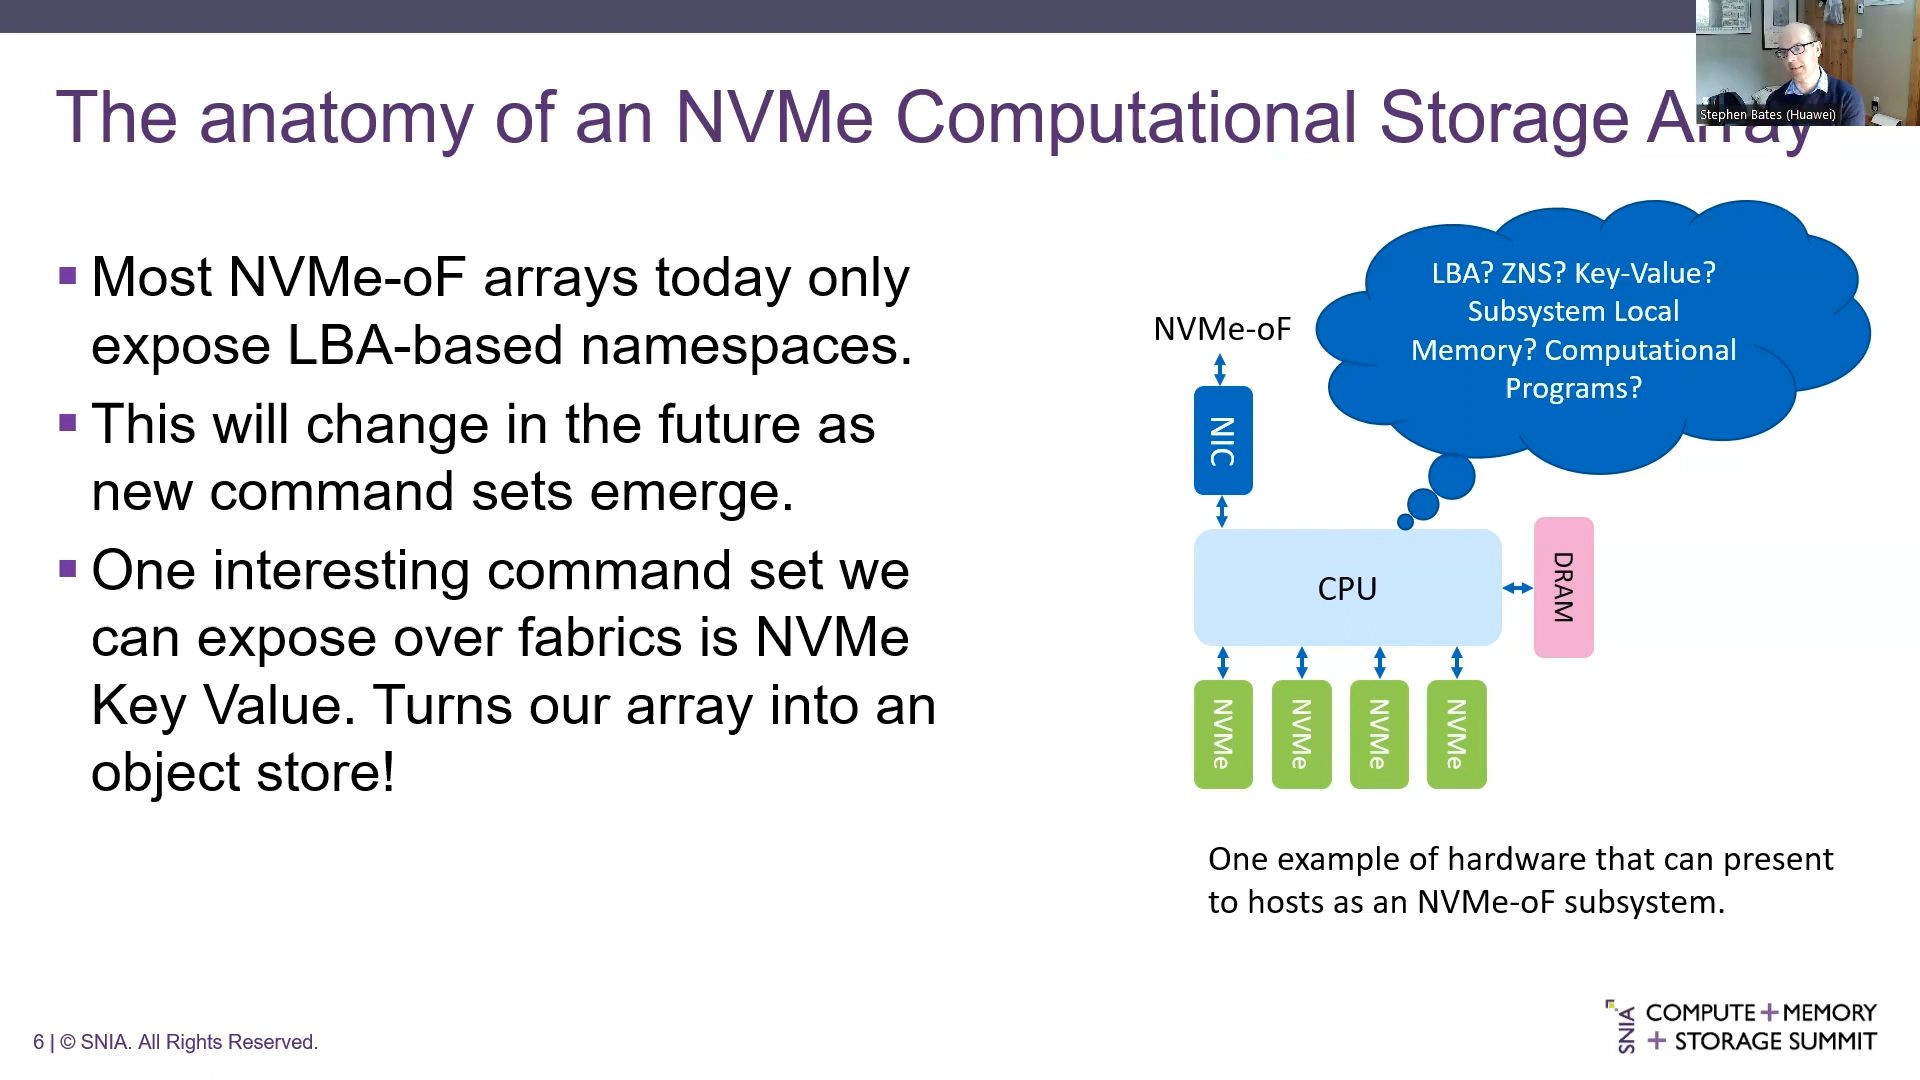 Stephen Bates (Huawei)
The anatomy of an NVMe Computational Storage Array
▪ Most NVMe-oF arrays today only
expose LBA-based namespaces.
▪ This will change in the future as
new command sets emerge.
▪ One interesting command set we
can expose over fabrics is NVMe
Key Value. Turns our array into an
object store!
LBA? ZNS? Key-Value?
Subsystem Local
Memory? Computational
Programs?
NVMe-oF
NIC
CPU
DRAM
NVMe
NVMe
NVMe
NVMe
One example of hardware that can present
to hosts as an NVMe-oF subsystem.
6 | © SNIA. All Rights Reserved.
SNIA
COMPUTE+MEMORY
+ STORAGE SUMMIT